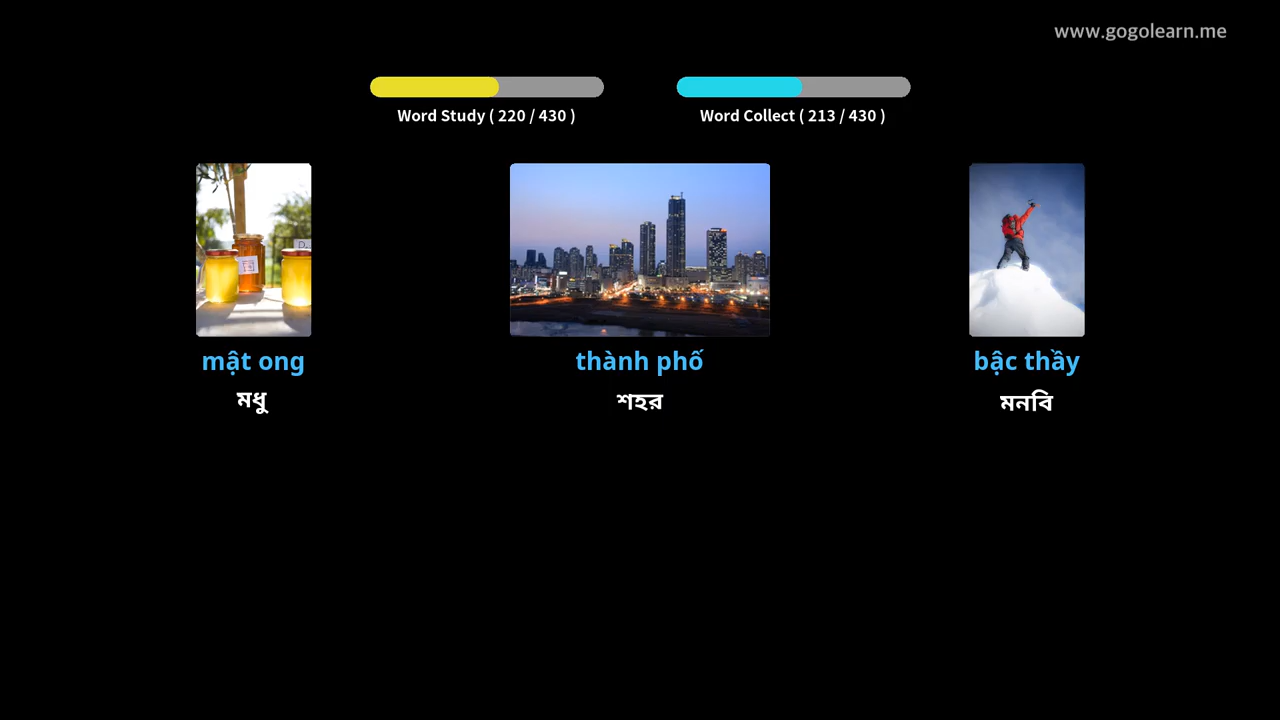 www.gogolearn.me
Word Study ( 220 / 430 )
Word Collect ( 213 / 430 )
mật ong
thành phố
bậc thầy
মধু
শহর
মনবি